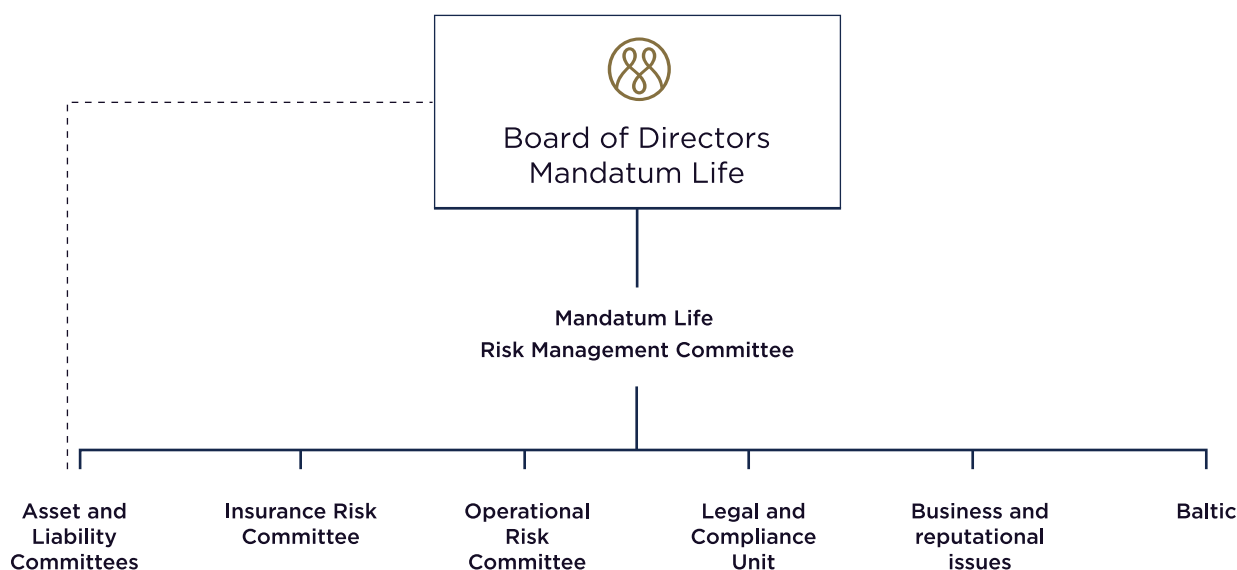 Board of Directors
Mandatum Life
Mandatum Life
Risk Management Committee
Asset and
Liability
Committees
Insurance Risk
Committee
Operational
Risk
Committee
Legal and
Compliance
Unit
Business and
reputational
issues
Baltic